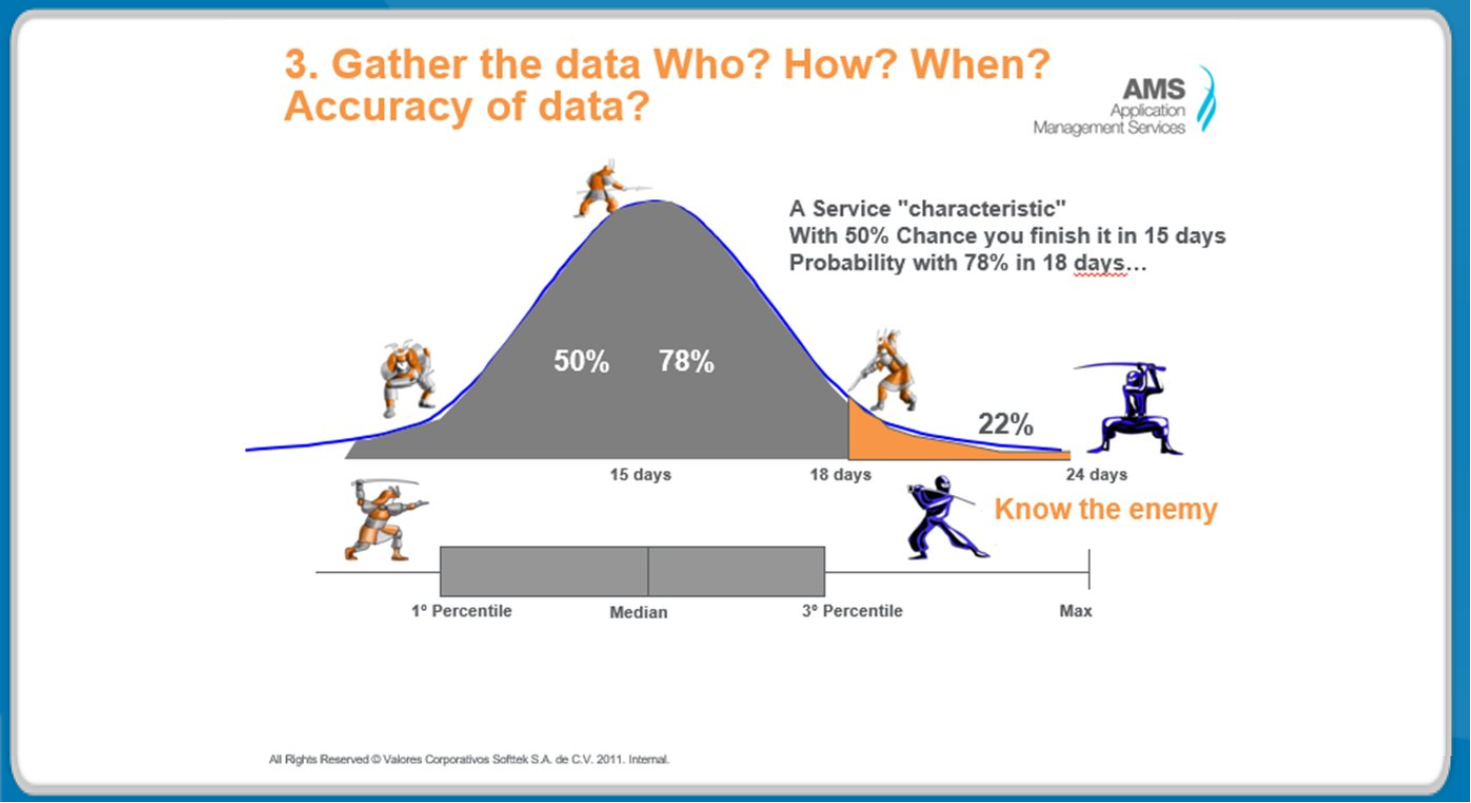 3. Gather the data Who? How? When?
Accuracy of data?
AMS
Application
Management Services
A Service "characteristic"
With 50% Chance you finish it in 15 days
Probability with 78% in 18 days...
50%
78%
22%
15 days
18 days
24 days
Know the enemy
1º Percentile
Median
3º Percentile
Max
All Rights Reserved © Valores Corporativos Softtek S.A. de C.V. 2011. Internal.